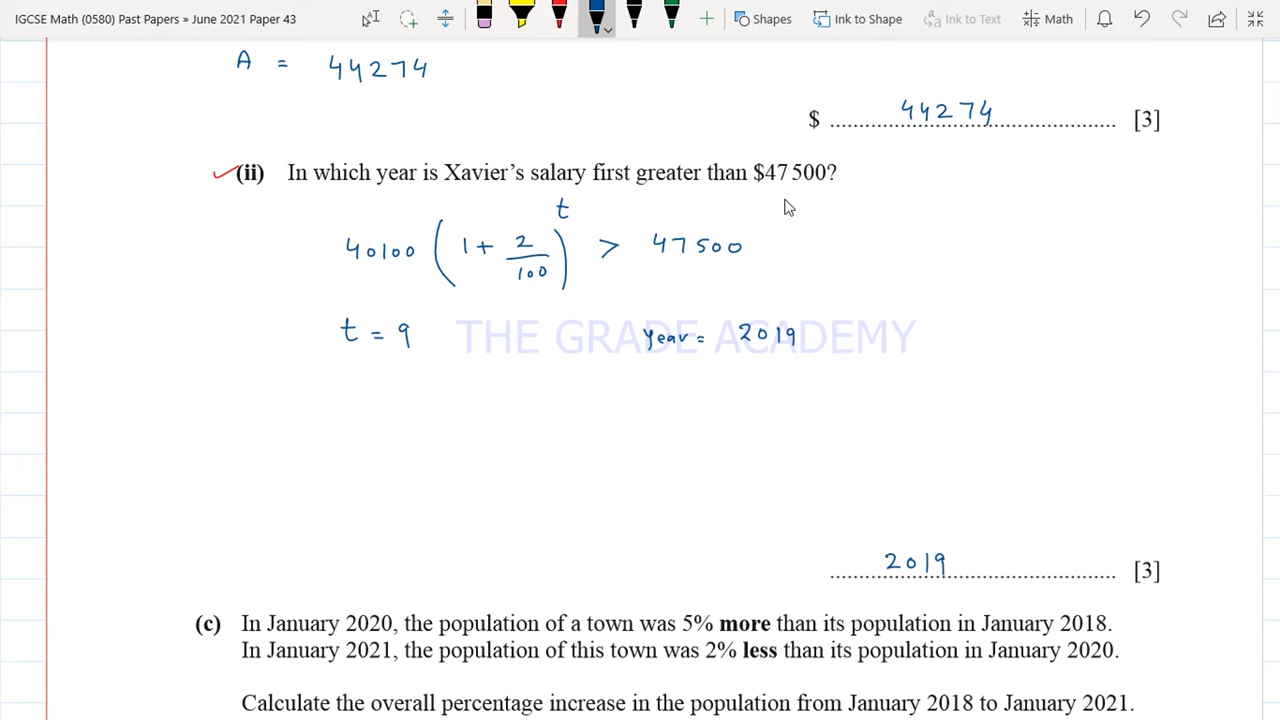 IGCSE Math (0580) Past Papers » June 2021 Paper 43
Shapes
Ink to Shape
Ink to Text
Math
A = 44274
$ 44274 [3]
(ii) In which year is Xavier's salary first greater than $47 500?
40100 (1 + 2/100)^t > 47500
t = 9 year = 2019
THE GRADE ACADEMY
2019 [3]
(c) In January 2020, the population of a town was 5% more than its population in January 2018.
In January 2021, the population of this town was 2% less than its population in January 2020.
Calculate the overall percentage increase in the population from January 2018 to January 2021.